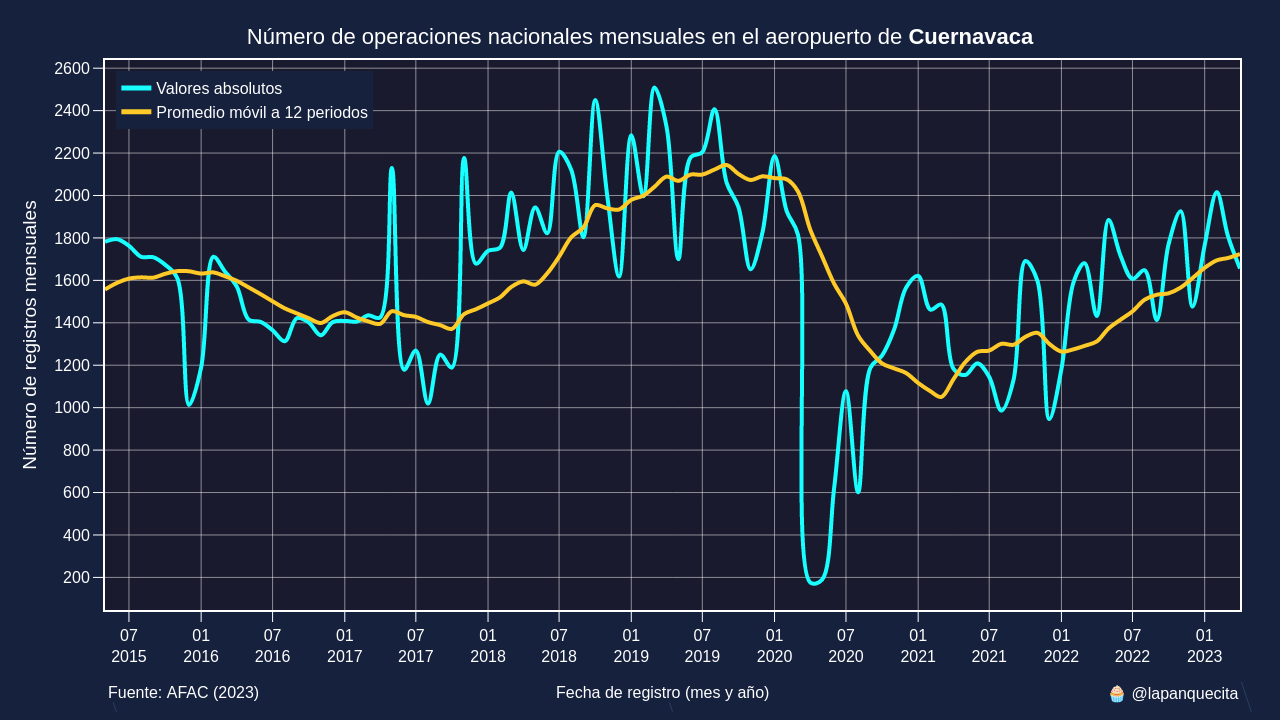 Número de operaciones nacionales mensuales en el aeropuerto de Cuernavaca
Valores absolutos
Promedio móvil a 12 periodos
Número de registros mensuales
2600
2400
2200
2000
1800
1600
1400
1200
1000
800
600
400
200
07 01 07 01 07 01 07 01 07 01 07 01 07 01 07 01
2015 2016 2016 2017 2017 2018 2018 2019 2019 2020 2020 2021 2021 2022 2022 2023
Fuente: AFAC (2023) Fecha de registro (mes y año) 🧁 @lapanquecita